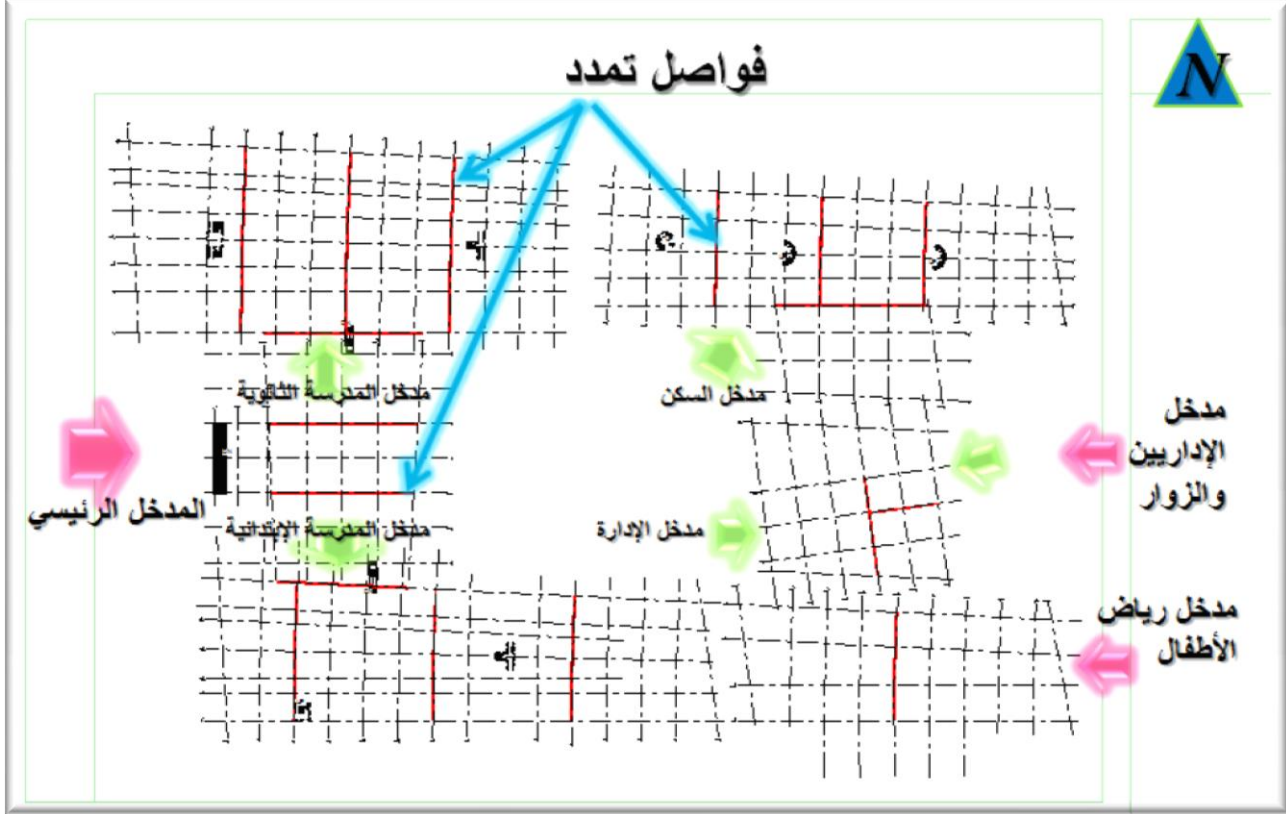 فواصل تمدد
N
مدخل المدرسة الثانوية
مدخل السكن
مدخل
الإداريين
والزوار
المدخل الرئيسي
مدخل المدرسة الإبتدائية
مدخل الإدارة
مدخل رياض
الأطفال